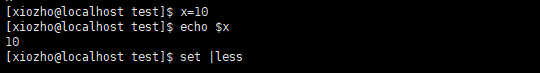 [xiozho@localhost test]$ x=10
[xiozho@localhost test]$ echo $x
10
[xiozho@localhost test]$ set |less